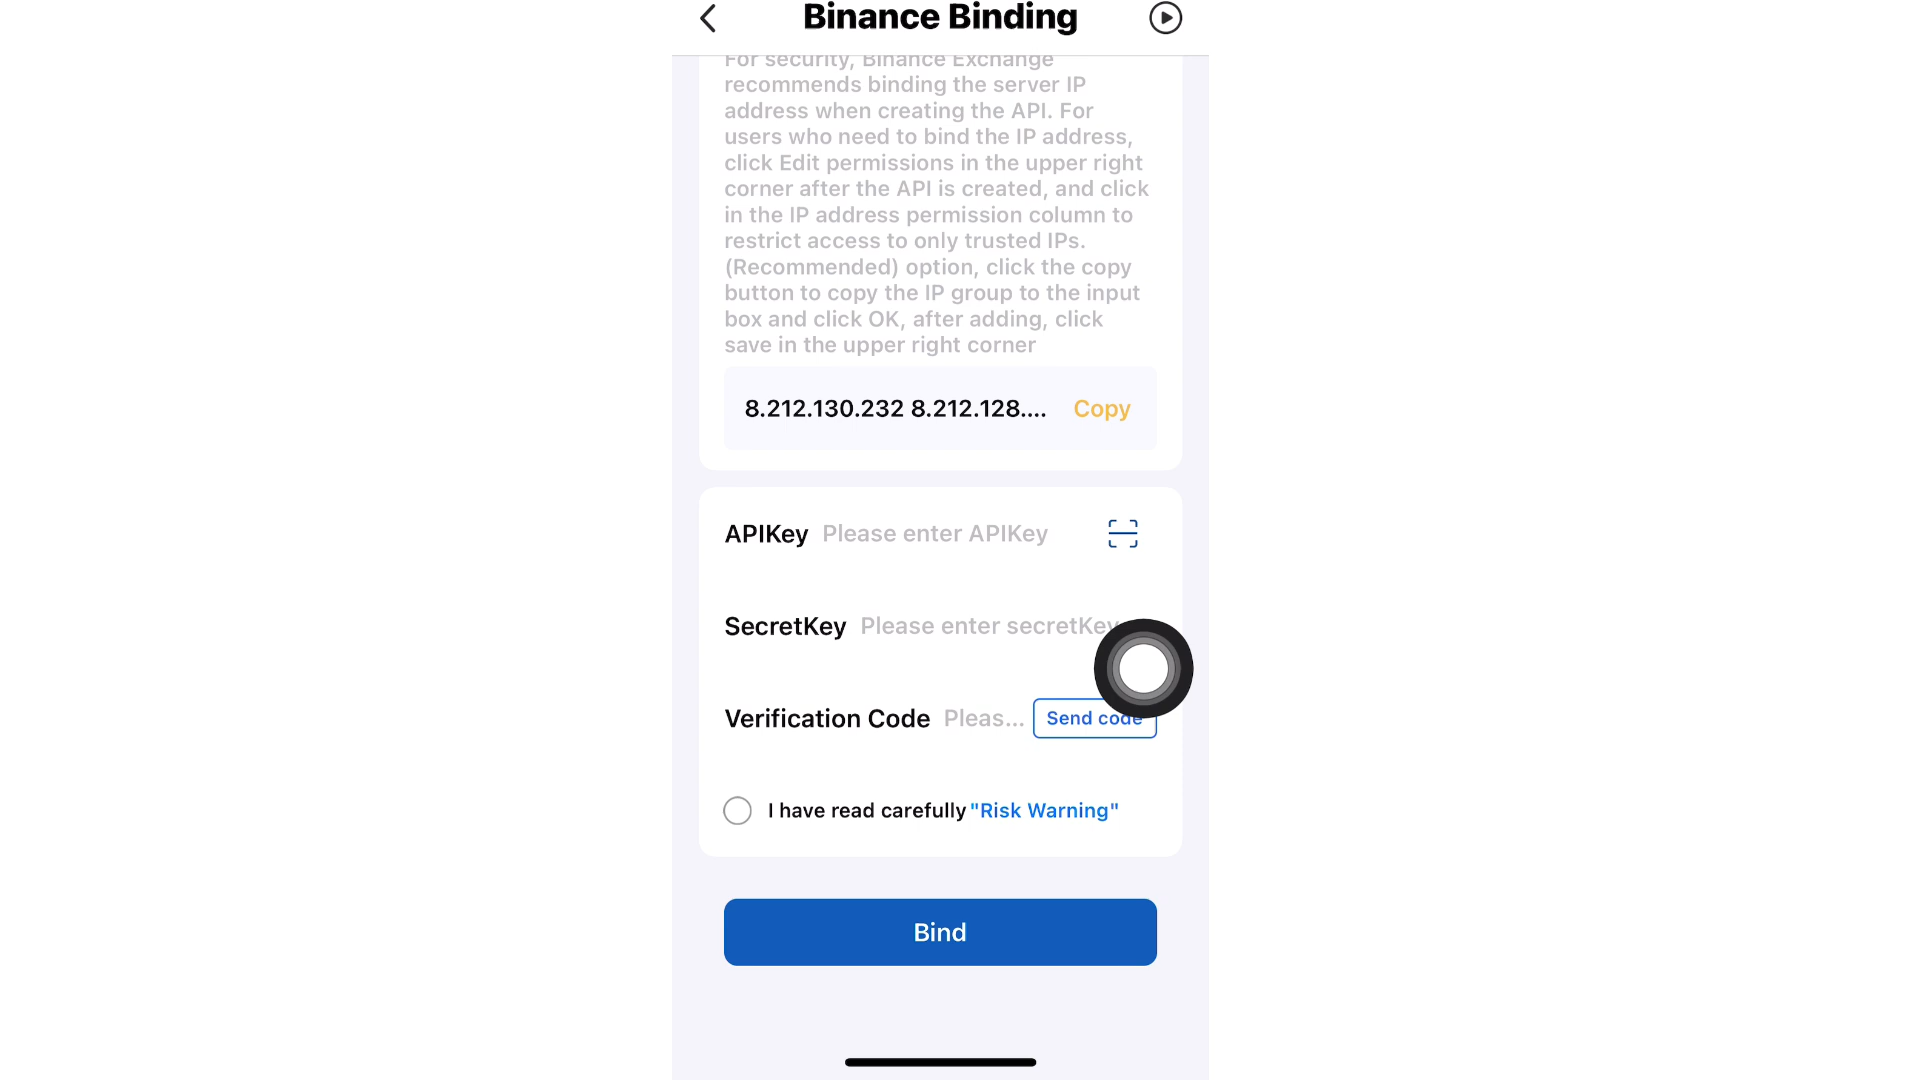 Binance Binding
For security, Binance Exchange
recommends binding the server IP
address when creating the API. For
users who need to bind the IP address,
click Edit permissions in the upper right
corner after the API is created, and click
in the IP address permission column to
restrict access to only trusted IPs.
(Recommended) option, click the copy
button to copy the IP group to the input
box and click OK, after adding, click
save in the upper right corner
8.212.130.232 8.212.128.... Copy
APIKey Please enter APIKey
SecretKey Please enter secretKey
Verification Code Pleas... Send code
I have read carefully "Risk Warning"
Bind